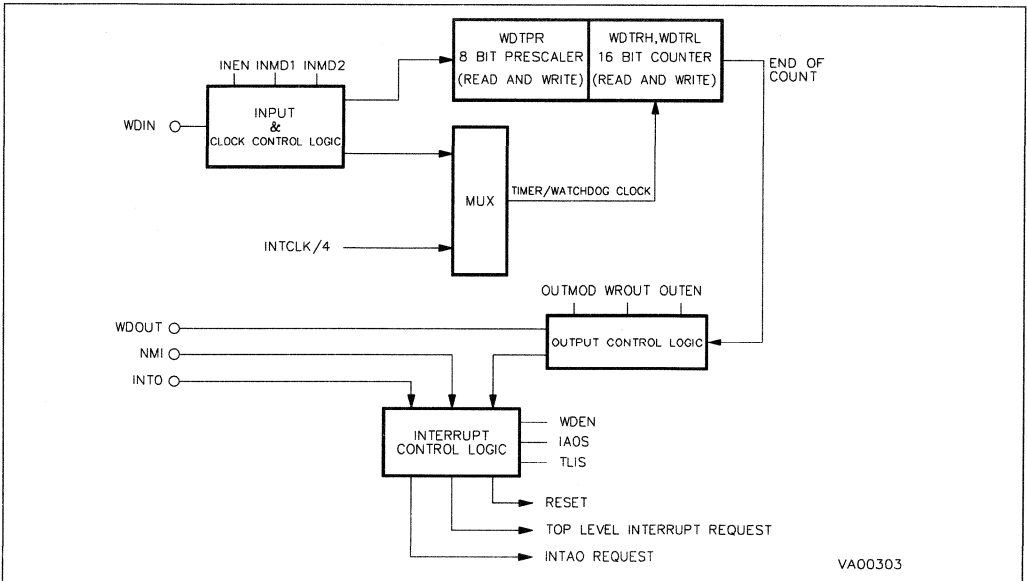 WDTPR
8 BIT PRESCALER
(READ AND WRITE)
WDTRH,WDTRL
16 BIT COUNTER
(READ AND WRITE)
END OF
COUNT
INEN INMD1 INMD2
INPUT
&
CLOCK CONTROL LOGIC
WDIN
MUX
TIMER/WATCHDOG CLOCK
INTCLK/4
OUTMOD WROUT OUTEN
WDOUT
OUTPUT CONTROL LOGIC
NMI
INT0
INTERRUPT
CONTROL LOGIC
WDEN
IA0S
TLIS
RESET
TOP LEVEL INTERRUPT REQUEST
INTA0 REQUEST
VA00303